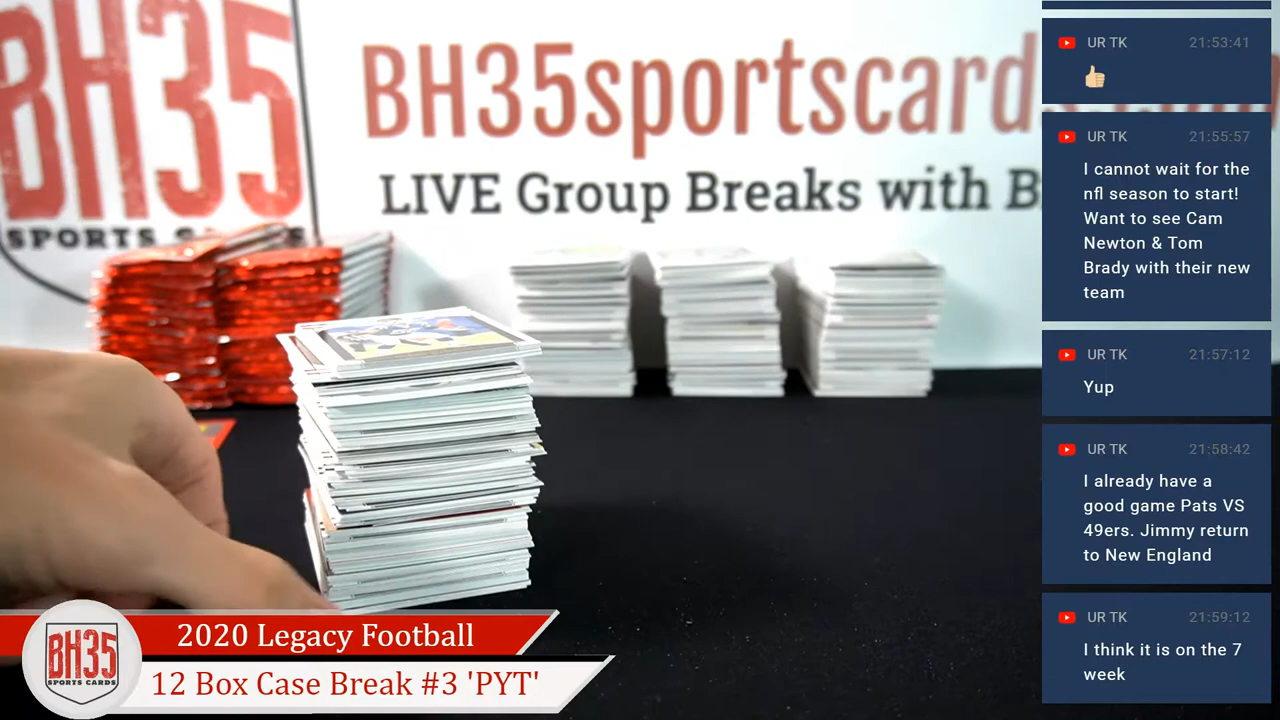 BH35
SPORTS
BH35sportscards
LIVE Group Breaks with B
UR TK 21:53:41
👍🏼
UR TK 21:55:57
I cannot wait for the
nfl season to start!
Want to see Cam
Newton & Tom
Brady with their new
team
UR TK 21:57:12
Yup
UR TK 21:58:42
I already have a
good game Pats VS
49ers. Jimmy return
to New England
UR TK 21:59:12
I think it is on the 7
week
2020 Legacy Football
12 Box Case Break #3 'PYT'
BH35
SPORTS CARDS